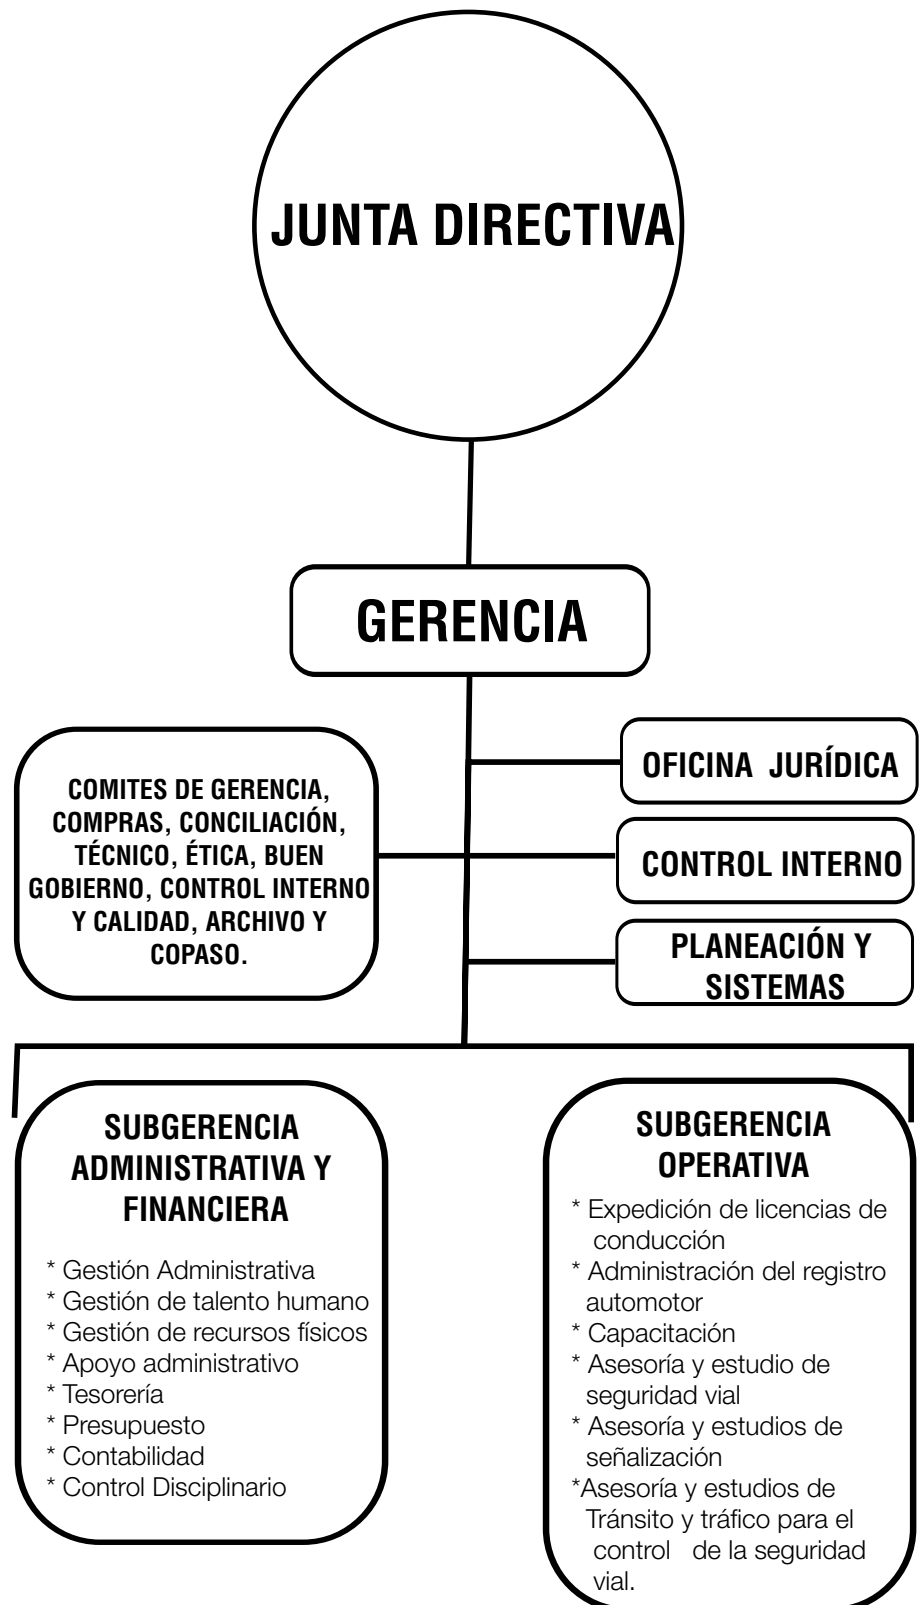 JUNTA DIRECTIVA
GERENCIA
COMITES DE GERENCIA,
COMPRAS, CONCILIACIÓN,
TÉCNICO, ÉTICA, BUEN
GOBIERNO, CONTROL INTERNO
Y CALIDAD, ARCHIVO Y
COPASO.
OFICINA JURÍDICA
CONTROL INTERNO
PLANEACIÓN Y
SISTEMAS
SUBGERENCIA
ADMINISTRATIVA Y
FINANCIERA
* Gestión Administrativa
* Gestión de talento humano
* Gestión de recursos físicos
* Apoyo administrativo
* Tesorería
* Presupuesto
* Contabilidad
* Control Disciplinario
SUBGERENCIA
OPERATIVA
* Expedición de licencias de
conducción
* Administración del registro
automotor
* Capacitación
* Asesoría y estudio de
seguridad vial
* Asesoría y estudios de
señalización
*Asesoría y estudios de
Tránsito y tráfico para el
control de la seguridad
vial.